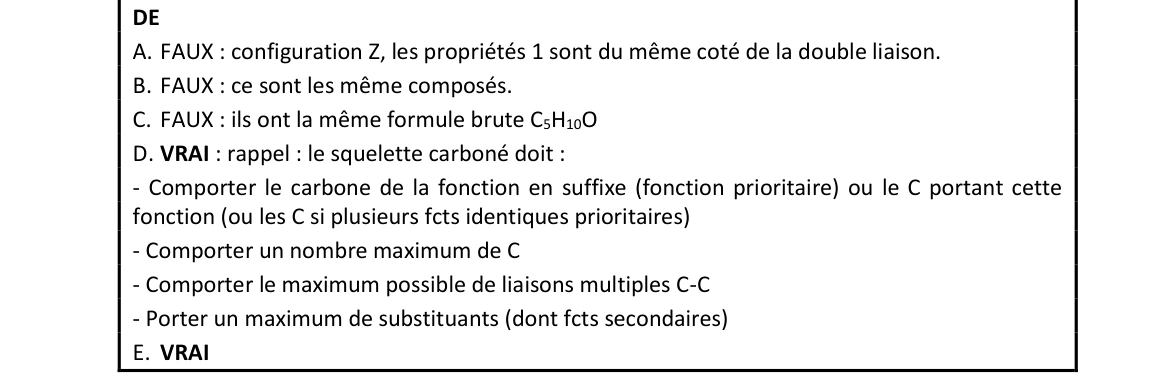 DE
A. FAUX : configuration Z, les propriétés 1 sont du même coté de la double liaison.
B. FAUX : ce sont les même composés.
C. FAUX : ils ont la même formule brute C₅H₁₀O
D. VRAI : rappel : le squelette carboné doit :
- Comporter le carbone de la fonction en suffixe (fonction prioritaire) ou le C portant cette
fonction (ou les C si plusieurs fcts identiques prioritaires)
- Comporter un nombre maximum de C
- Comporter le maximum possible de liaisons multiples C-C
- Porter un maximum de substituants (dont fcts secondaires)
E. VRAI